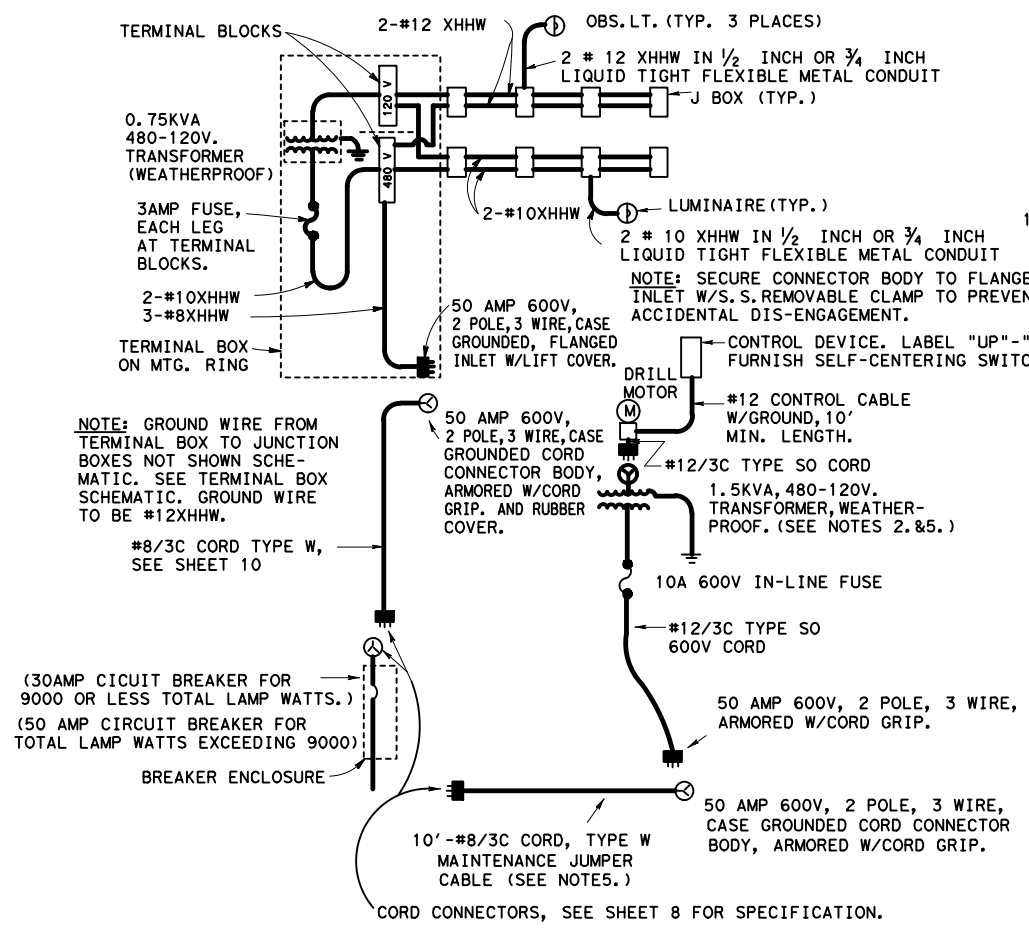 TERMINAL BLOCKS
2-#12 XHHW
OBS.LT. (TYP. 3 PLACES)
2 # 12 XHHW IN ½ INCH OR ¾ INCH
LIQUID TIGHT FLEXIBLE METAL CONDUIT
J BOX (TYP.)
120 V
480 V
0.75KVA
480-120V.
TRANSFORMER
(WEATHERPROOF)
3AMP FUSE,
EACH LEG
AT TERMINAL
BLOCKS.
2-#10XHHW
LUMINAIRE(TYP.)
1
2 # 10 XHHW IN ½ INCH OR ¾ INCH
LIQUID TIGHT FLEXIBLE METAL CONDUIT
NOTE: SECURE CONNECTOR BODY TO FLANGE
INLET W/S.S.REMOVABLE CLAMP TO PREVEN
ACCIDENTAL DIS-ENGAGEMENT.
2-#10XHHW
3-#8XHHW
TERMINAL BOX
ON MTG. RING
50 AMP 600V,
2 POLE,3 WIRE,CASE
GROUNDED, FLANGED
INLET W/LIFT COVER.
CONTROL DEVICE. LABEL "UP"-"
FURNISH SELF-CENTERING SWITC
DRILL
MOTOR
M
#12 CONTROL CABLE
W/GROUND,10'
MIN. LENGTH.
NOTE: GROUND WIRE FROM
TERMINAL BOX TO JUNCTION
BOXES NOT SHOWN SCHE-
MATIC. SEE TERMINAL BOX
SCHEMATIC. GROUND WIRE
TO BE #12XHHW.
50 AMP 600V,
2 POLE,3 WIRE,CASE
GROUNDED CORD
CONNECTOR BODY,
ARMORED W/CORD
GRIP. AND RUBBER
COVER.
#12/3C TYPE SO CORD
1.5KVA,480-120V.
TRANSFORMER,WEATHER-
PROOF. (SEE NOTES 2.&5.)
#8/3C CORD TYPE W,
SEE SHEET 10
10A 600V IN-LINE FUSE
#12/3C TYPE SO
600V CORD
(30AMP CICUIT BREAKER FOR
9000 OR LESS TOTAL LAMP WATTS.)
(50 AMP CIRCUIT BREAKER FOR
TOTAL LAMP WATTS EXCEEDING 9000)
BREAKER ENCLOSURE
50 AMP 600V, 2 POLE, 3 WIRE,
ARMORED W/CORD GRIP.
10'-#8/3C CORD, TYPE W
MAINTENANCE JUMPER
CABLE (SEE NOTE5.)
50 AMP 600V, 2 POLE, 3 WIRE,
CASE GROUNDED CORD CONNECTOR
BODY, ARMORED W/CORD GRIP.
CORD CONNECTORS, SEE SHEET 8 FOR SPECIFICATION.